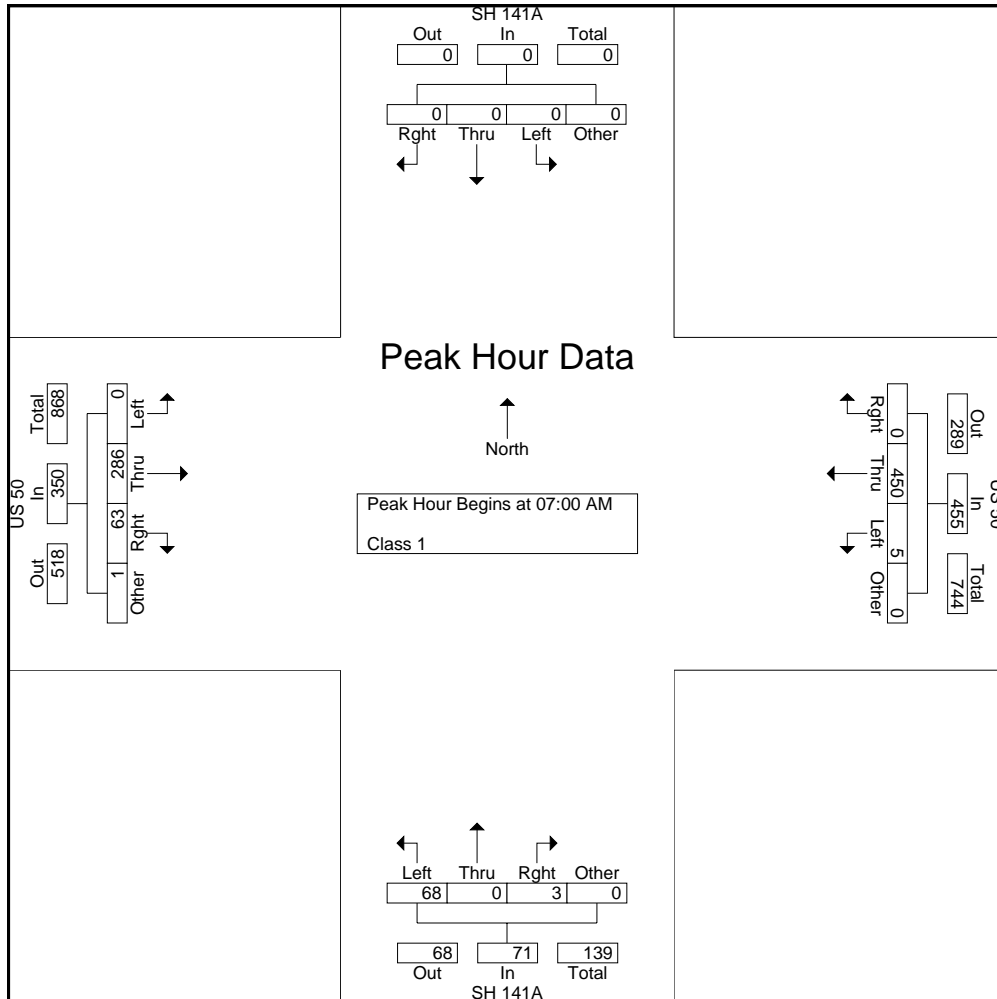 SH 141A
Out In Total
0 0 0
0 0 0 0
Rght Thru Left Other
Peak Hour Data
North
Peak Hour Begins at 07:00 AM
Class 1
US 50
Total In Out
868 350 518
0 286 63 1
Left Thru Rght Other
Rght Thru Left Other
0 450 5 0
289 455 744
Out In Total
US 50
Left Thru Rght Other
68 0 3 0
68 71 139
Out In Total
SH 141A